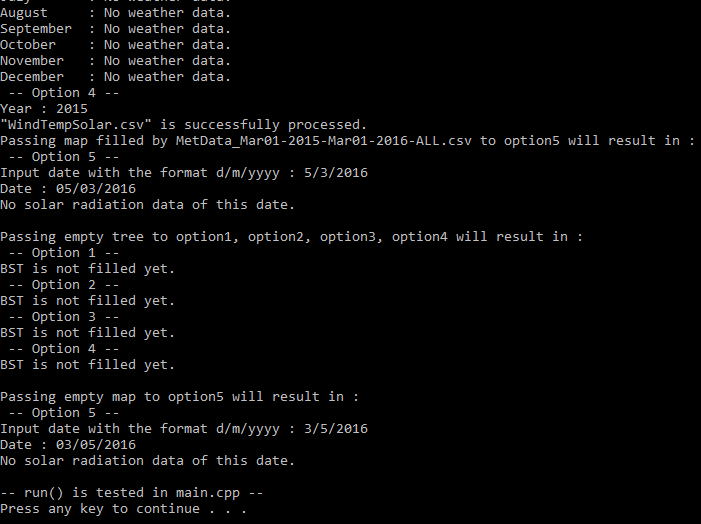 August     : No weather data.
September  : No weather data.
October    : No weather data.
November   : No weather data.
December   : No weather data.
 -- Option 4 --
Year : 2015
"WindTempSolar.csv" is successfully processed.
Passing map filled by MetData_Mar01-2015-Mar01-2016-ALL.csv to option5 will result in :
 -- Option 5 --
Input date with the format d/m/yyyy : 5/3/2016
Date : 05/03/2016
No solar radiation data of this date.

Passing empty tree to option1, option2, option3, option4 will result in :
 -- Option 1 --
BST is not filled yet.
 -- Option 2 --
BST is not filled yet.
 -- Option 3 --
BST is not filled yet.
 -- Option 4 --
BST is not filled yet.

Passing empty map to option5 will result in :
 -- Option 5 --
Input date with the format d/m/yyyy : 3/5/2016
Date : 03/05/2016
No solar radiation data of this date.

-- run() is tested in main.cpp --
Press any key to continue . . .